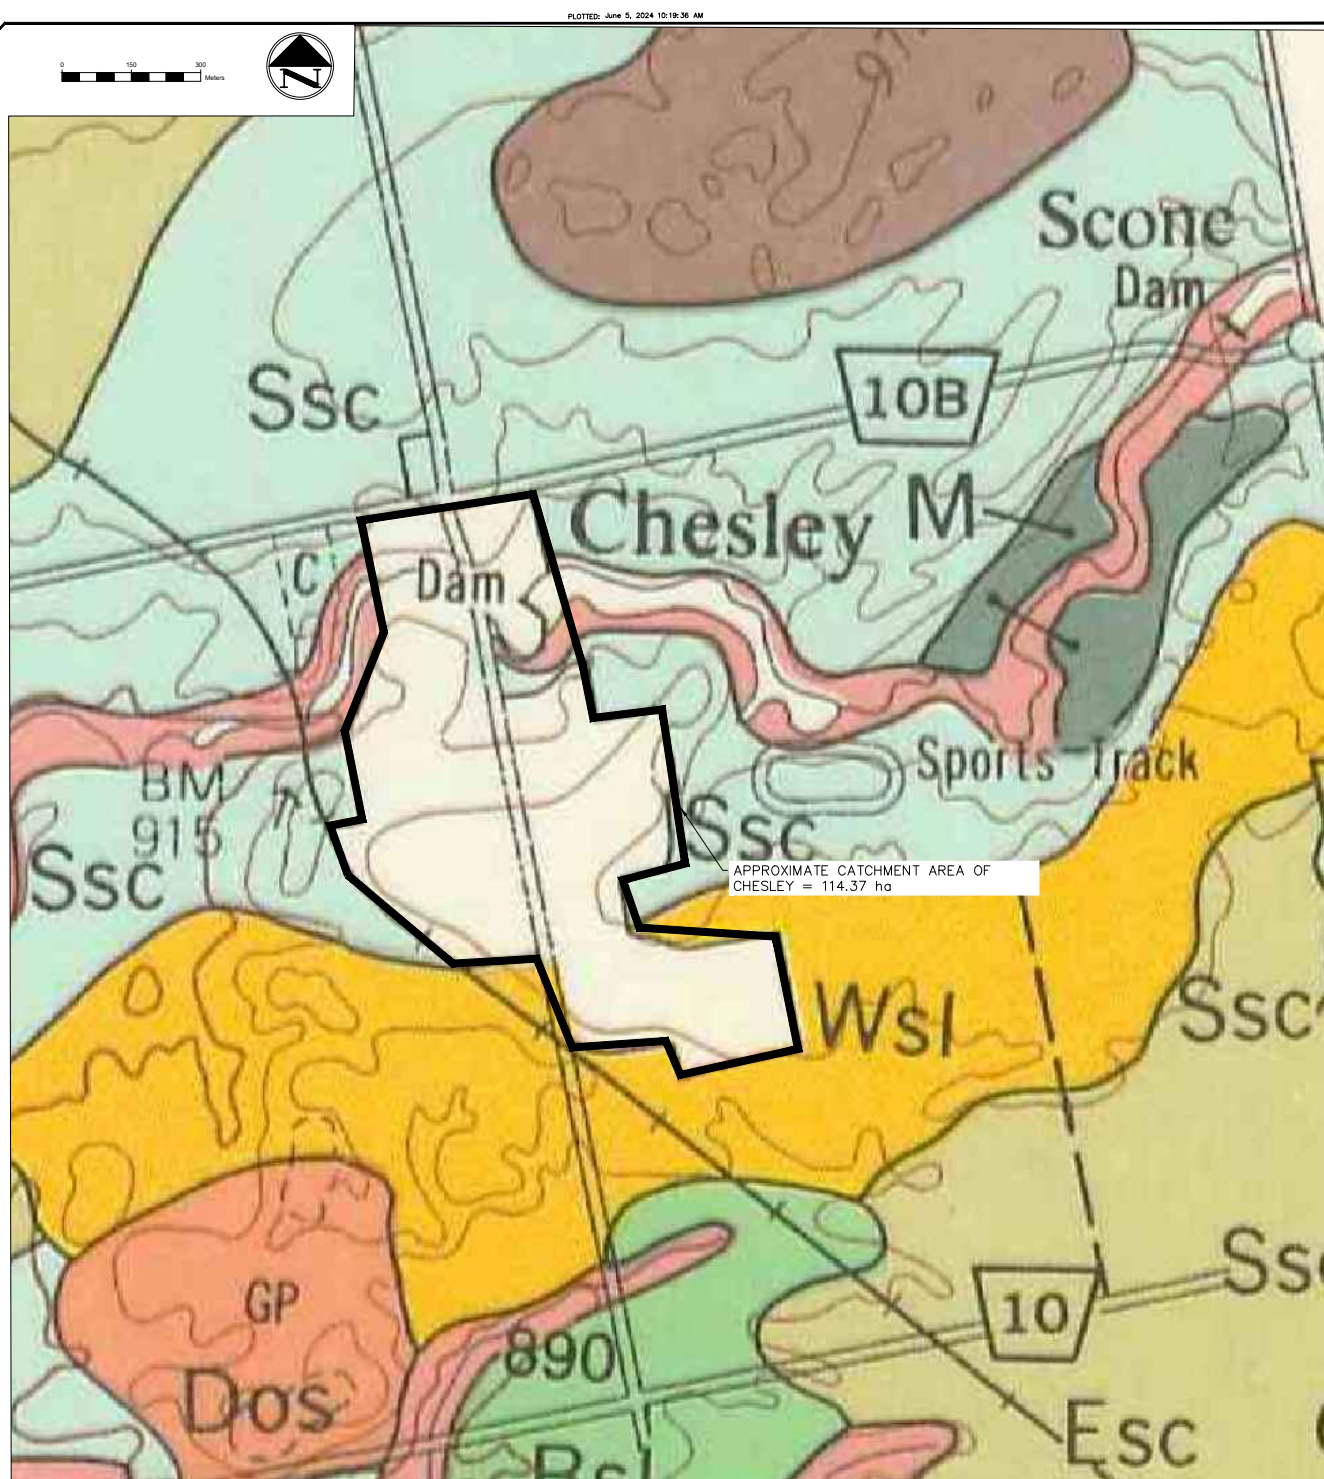 PLOTTED: June 5, 2024 10:19:36 AM
0 150 300
Meters
N
Scone
Dam
Ssc
10B
Chesley M
C
Dam
Sports Track
BM
915
Ssc
Ssc
APPROXIMATE CATCHMENT AREA OF
CHESLEY = 114.37 ha
Wsl
Ssc
GP
Ss
10
890
Dos
Esc
Bsl